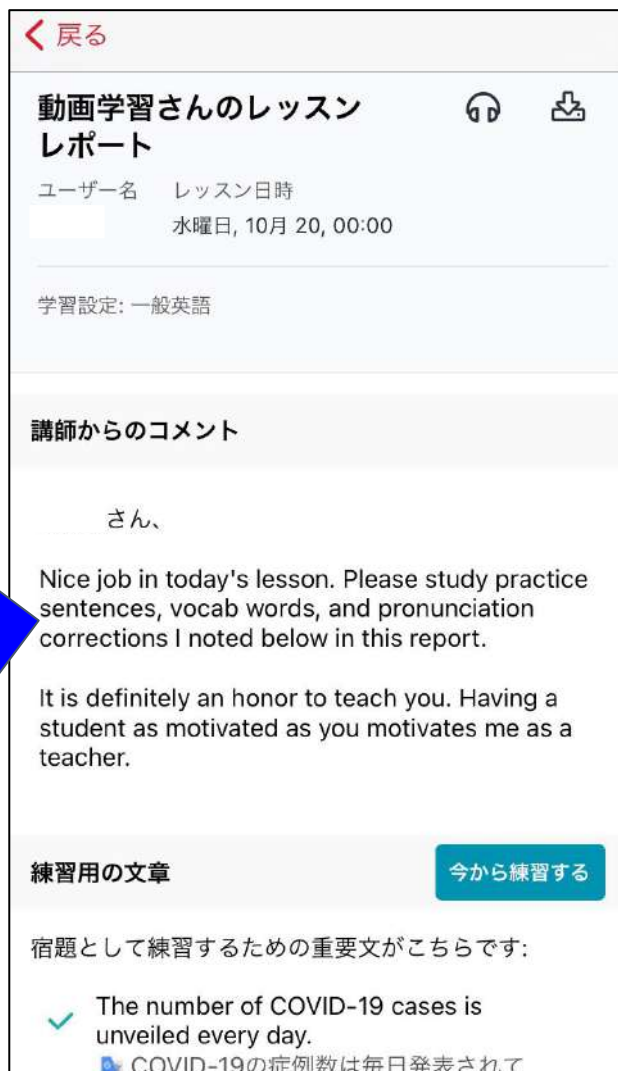 戻る
動画学習さんのレッスン
レポート
ユーザー名 レッスン日時
水曜日, 10月 20, 00:00
学習設定: 一般英語
講師からのコメント
さん、
Nice job in today's lesson. Please study practice
sentences, vocab words, and pronunciation
corrections I noted below in this report.
It is definitely an honor to teach you. Having a
student as motivated as you motivates me as a
teacher.
練習用の文章 今から練習する
宿題として練習するための重要文がこちらです:
The number of COVID-19 cases is
unveiled every day.
COVID-19の症例数は毎日発表されて